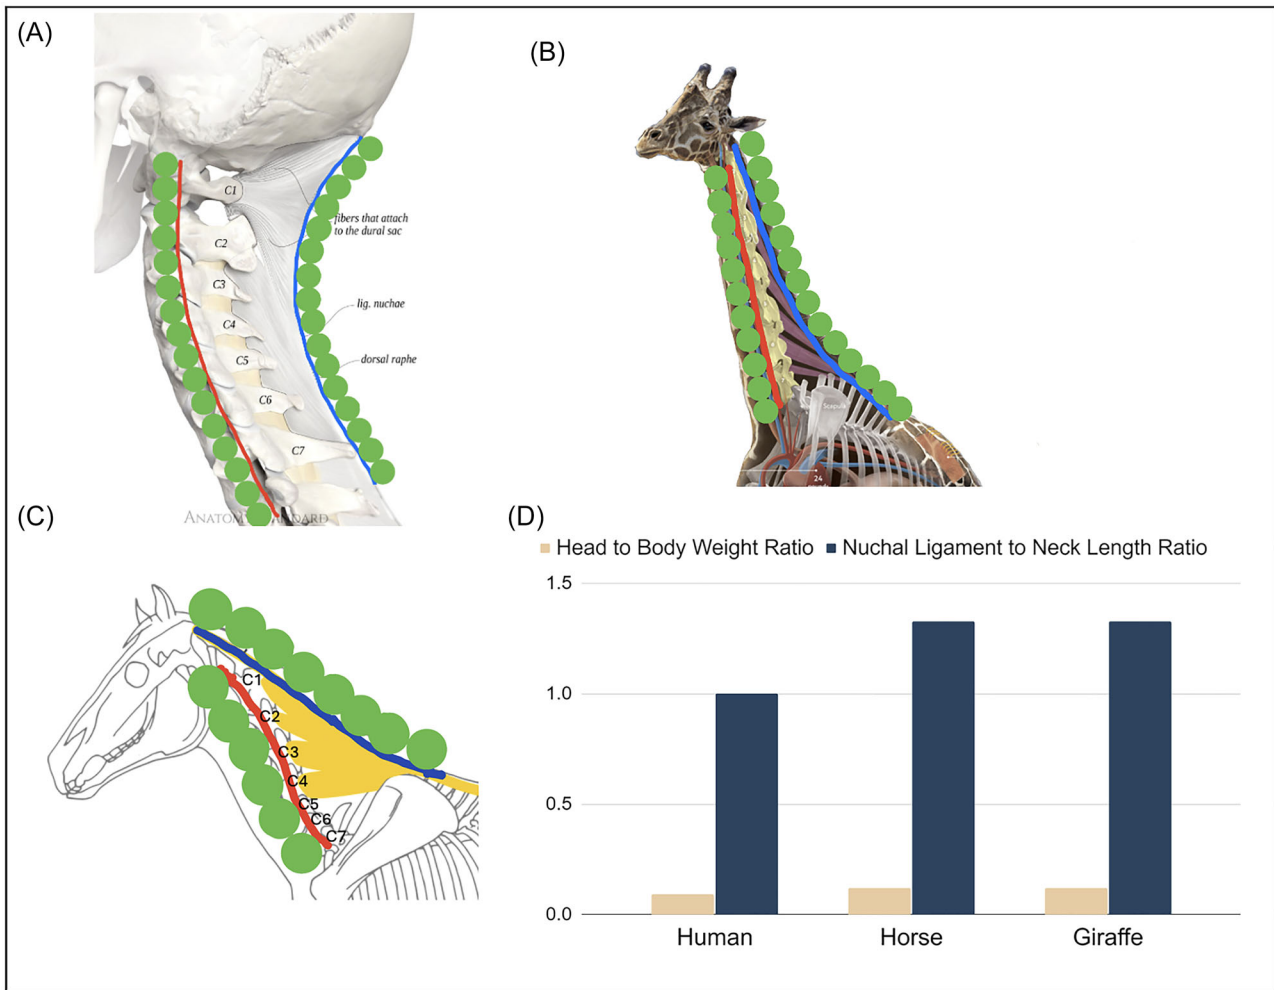 (A)
C1
fibers that attach
to the dural sac
C2
C3
lig. nuchae
C4
C5
dorsal raphe
C6
C7
(B)
Scapula
24
(C)
C1
C2
C3
C4
C5
C6
C7
(D)
Head to Body Weight Ratio Nuchal Ligament to Neck Length Ratio
1.5
1.0
0.5
0.0
Human Horse Giraffe